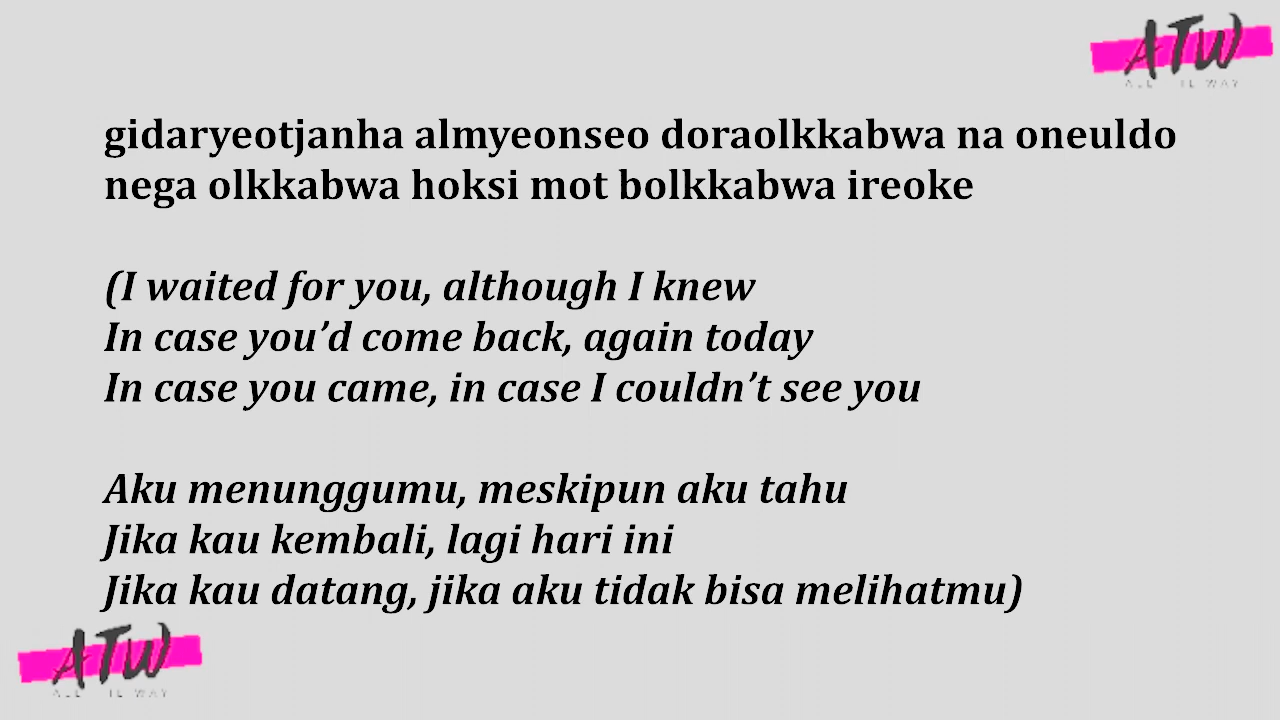 ATW
gidaryeotjanha almyeonseo doraolkkabwa na oneuldo
nega olkkabwa hoksi mot bolkkabwa ireoke
(I waited for you, although I knew
In case you’d come back, again today
In case you came, in case I couldn’t see you
Aku menunggumu, meskipun aku tahu
Jika kau kembali, lagi hari ini
Jika kau datang, jika aku tidak bisa melihatmu)
ATW